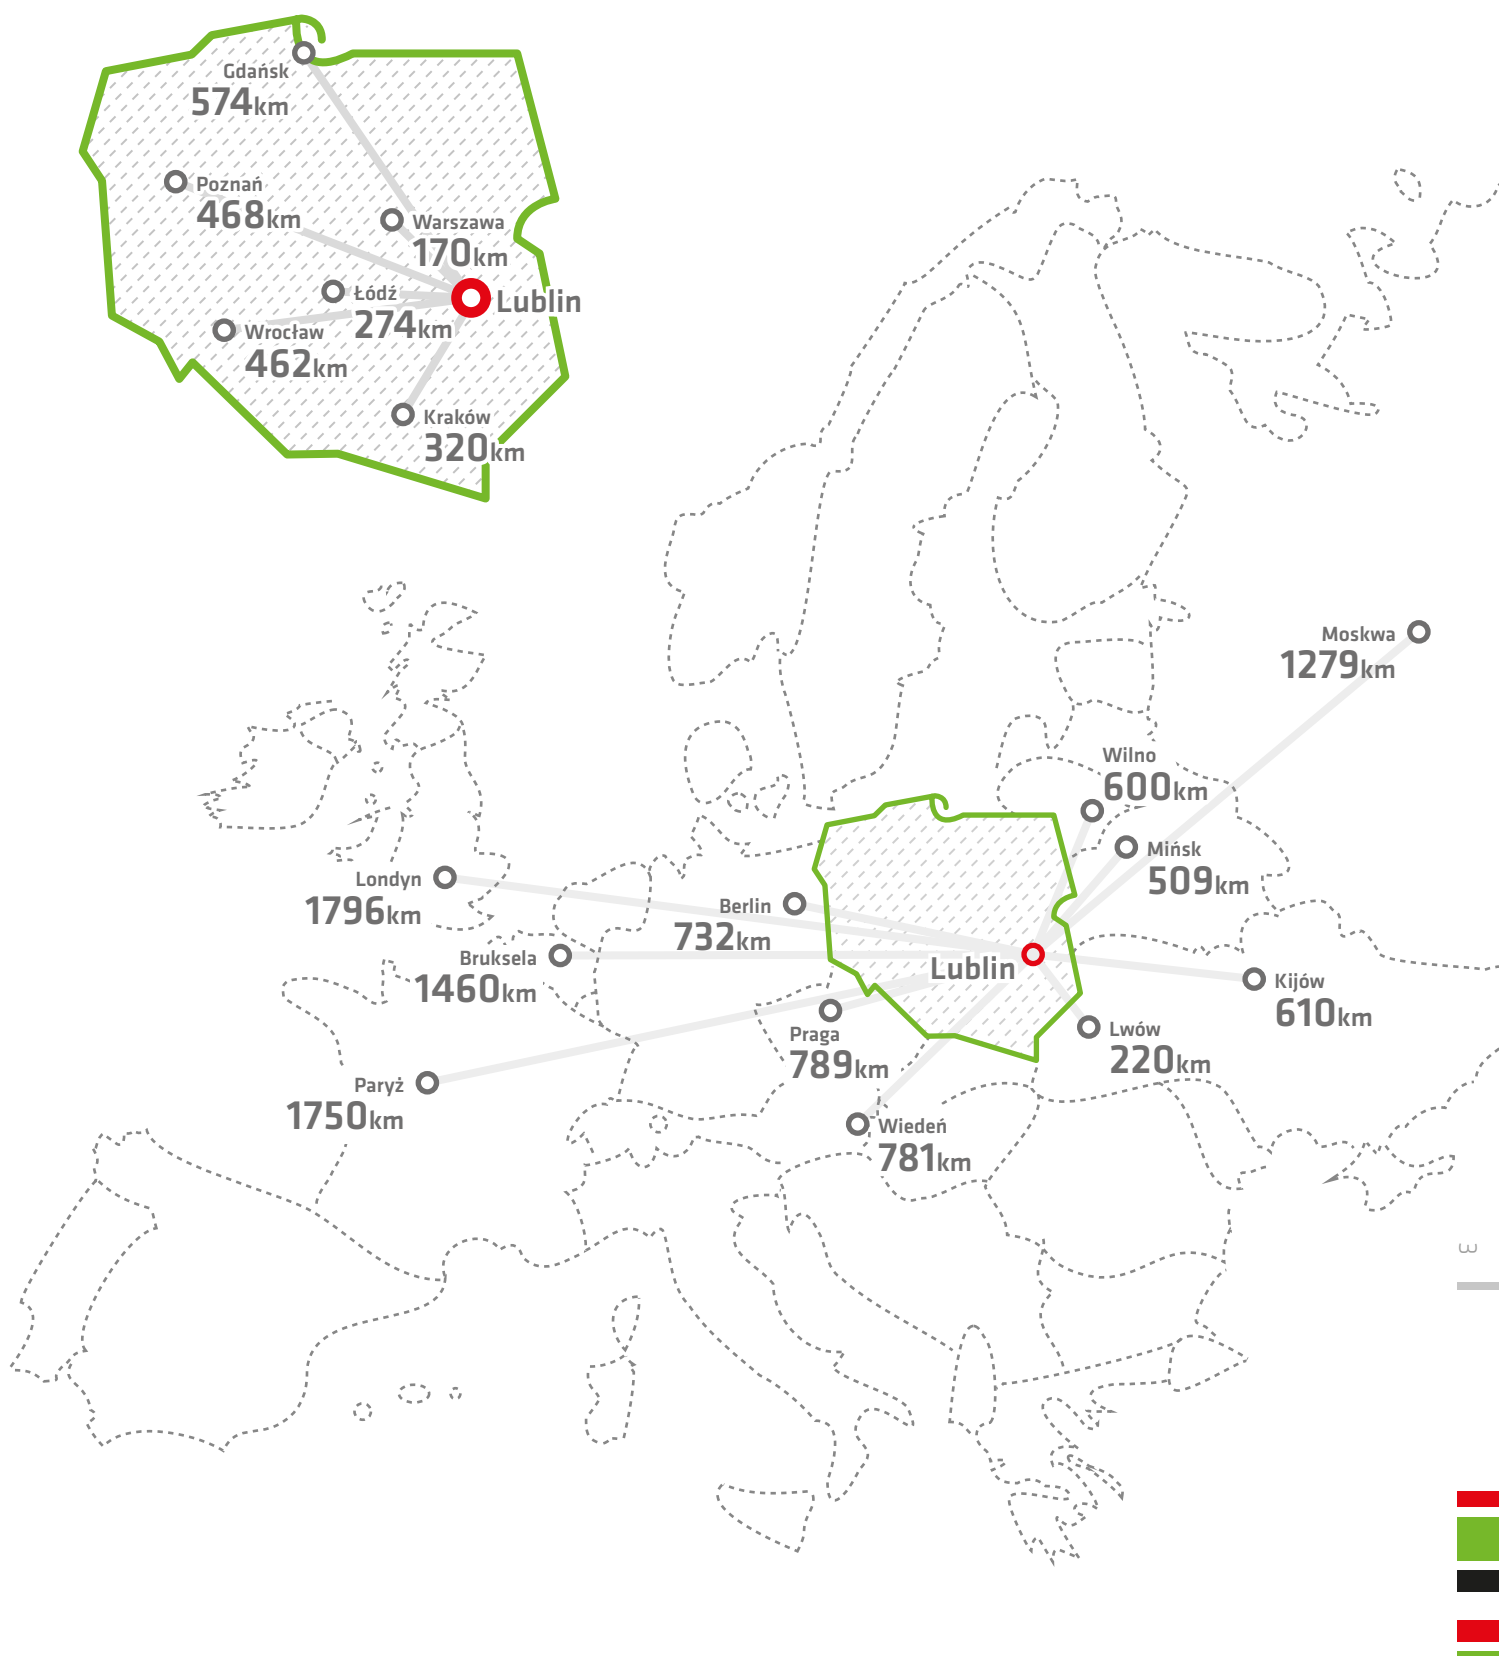 Gdańsk
574km
Poznań
468km
Warszawa
170km
Łódź
274km
Lublin
Wrocław
462km
Kraków
320km
Moskwa
1279km
Wilno
600km
Mińsk
509km
Londyn
1796km
Berlin
732km
Bruksela
1460km
Lublin
Kijów
610km
Praga
789km
Lwów
220km
Paryż
1750km
Wiedeń
781km
3